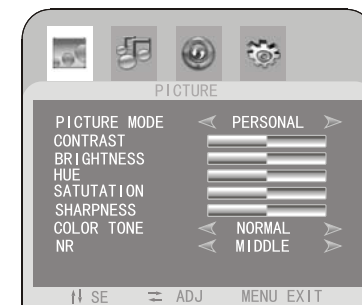 PICTURE
PICTURE MODE PERSONAL
CONTRAST
BRIGHTNESS
HUE
SATUTATION
SHARPNESS
COLOR TONE NORMAL
NR MIDDLE
SE ADJ MENU EXIT